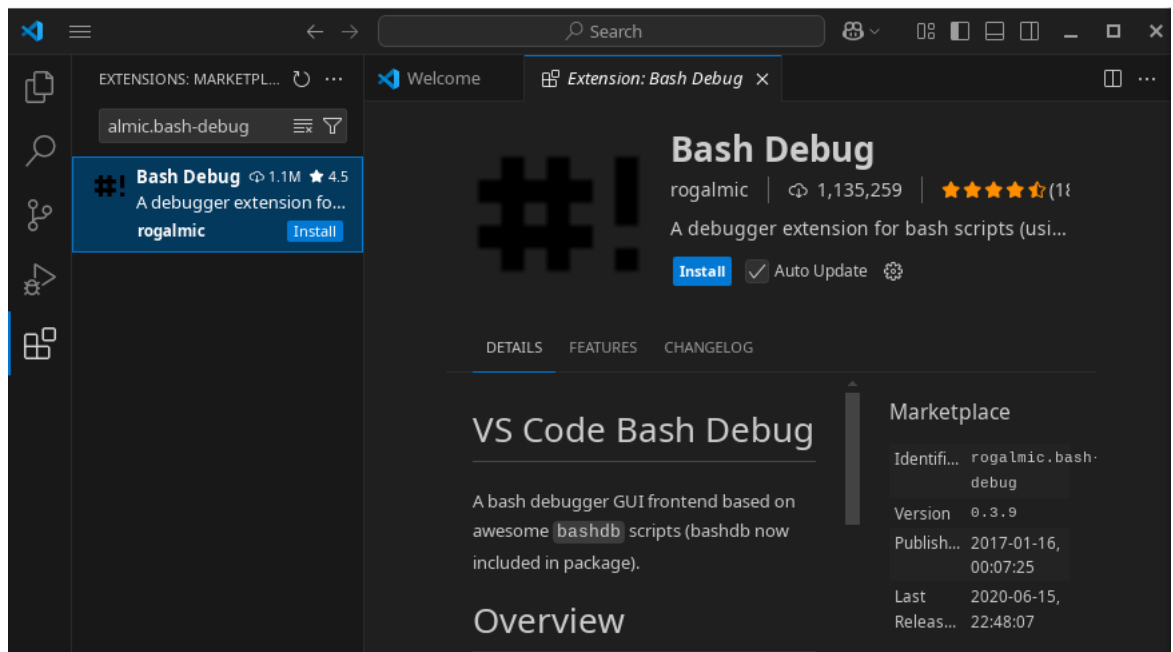 Search
EXTENSIONS: MARKETPL...
Welcome
Extension: Bash Debug
almic.bash-debug
Bash Debug 1.1M 4.5
A debugger extension fo...
rogalmic Install
#!
Bash Debug
rogalmic 1,135,259 (18
A debugger extension for bash scripts (usi...
Install Auto Update
DETAILS FEATURES CHANGELOG
VS Code Bash Debug
A bash debugger GUI frontend based on
awesome bashdb scripts (bashdb now
included in package).
Overview
Marketplace
Identifi... rogalmic.bash-
debug
Version 0.3.9
Publish... 2017-01-16,
00:07:25
Last 2020-06-15,
Releas... 22:48:07